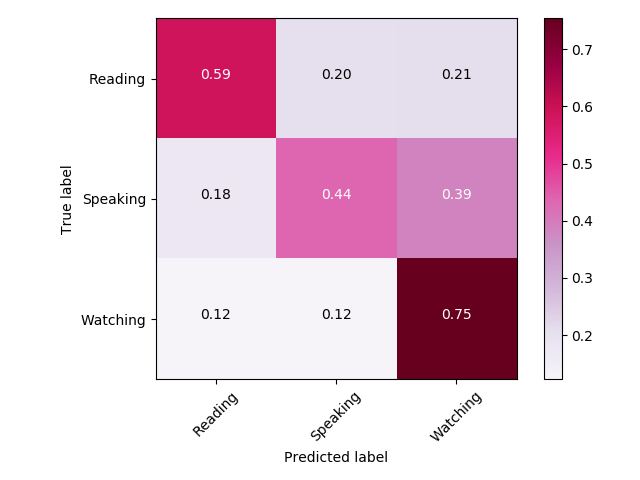 Reading 0.59 0.20 0.21
Speaking 0.18 0.44 0.39
Watching 0.12 0.12 0.75
Reading Speaking Watching
True label
Predicted label
0.7
0.6
0.5
0.4
0.3
0.2